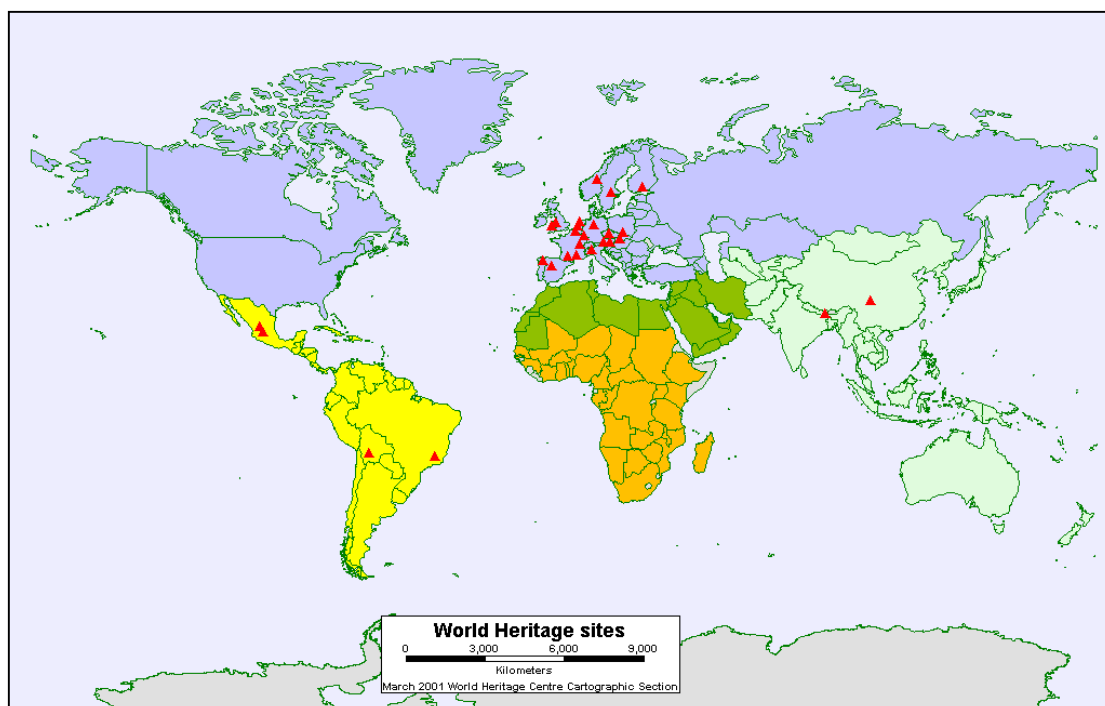 World Heritage sites
0 3,000 6,000 9,000
Kilometers
March 2001 World Heritage Centre Cartographic Section